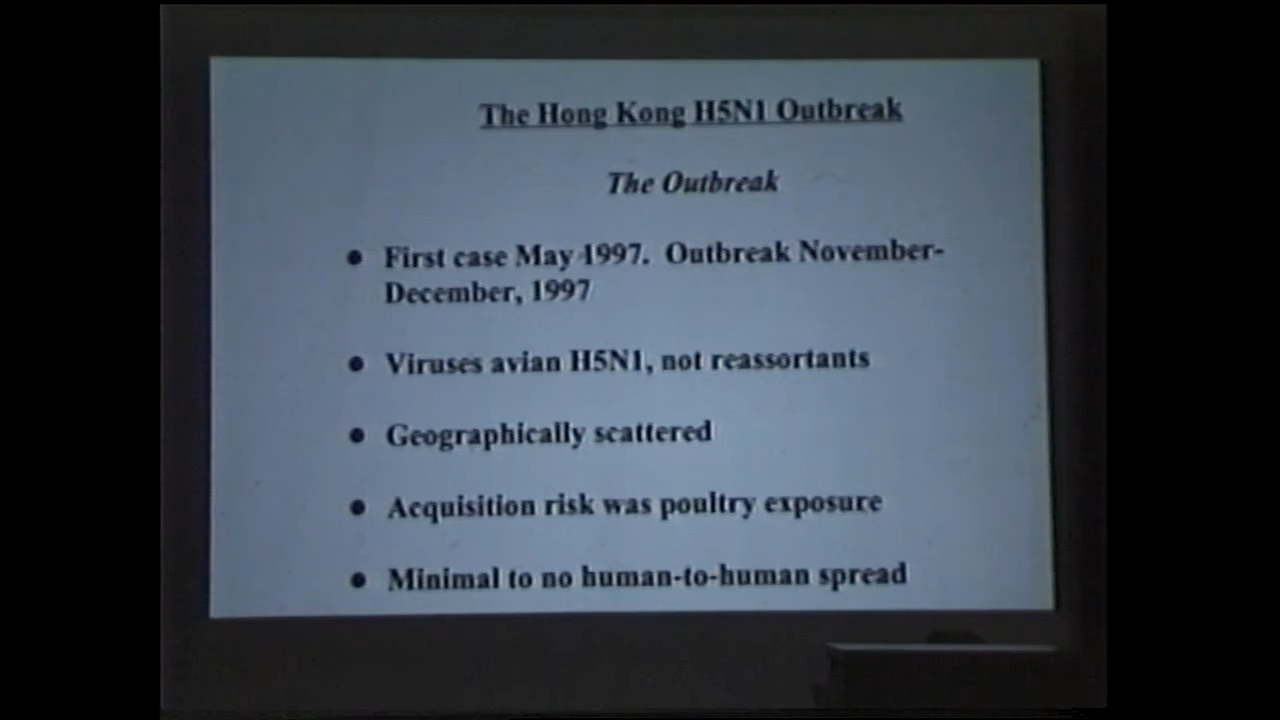 The Hong Kong H5N1 Outbreak
The Outbreak
• First case May 1997. Outbreak November-
December, 1997
• Viruses avian H5N1, not reassortants
• Geographically scattered
• Acquisition risk was poultry exposure
• Minimal to no human-to-human spread